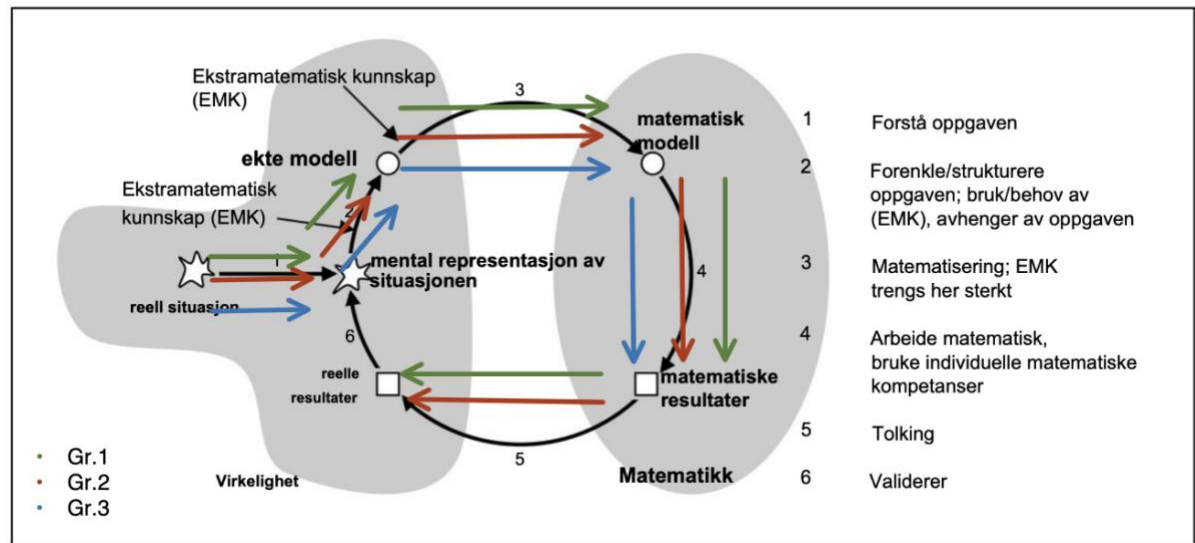 Ekstramatematisk kunnskap
(EMK)
3
matematisk
modell
ekte modell
Ekstramatematisk
kunnskap (EMK)
2
1
mental representasjon av
situasjonen
reell situasjon
4
6
reelle
resultater
matematiske
resultater
5
Virkelighet
Matematikk
• Gr.1
• Gr.2
• Gr.3
1 Forstå oppgaven
2 Forenkle/strukturere
oppgaven; bruk/behov av
(EMK), avhenger av oppgaven
3 Matematisering; EMK
trengs her sterkt
4 Arbeide matematisk,
bruke individuelle matematiske
kompetanser
5 Tolking
6 Validerer